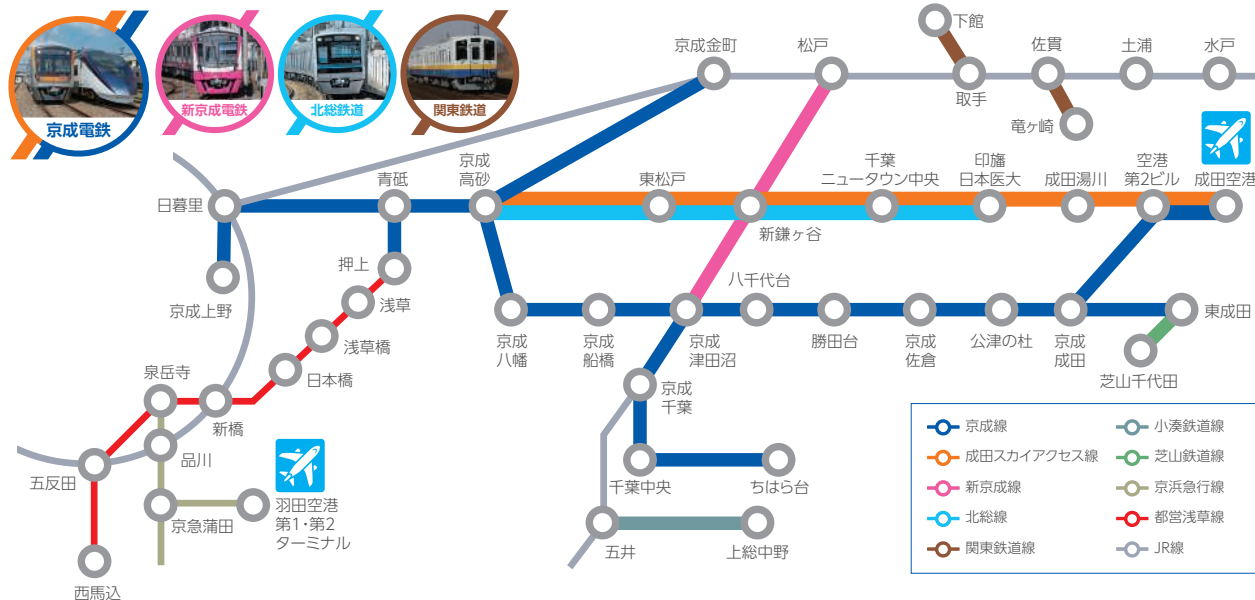 京成電鉄
新京成電鉄
北総鉄道
関東鉄道
下館
京成金町
松戸
佐貫
土浦
水戸
取手
竜ヶ崎
京成
高砂
青砥
日暮里
東松戸
千葉
ニュータウン中央
印旛
日本医大
成田湯川
空港
第2ビル
成田空港
新鎌ヶ谷
押上
京成上野
浅草
八千代台
浅草橋
京成
八幡
京成
船橋
京成
津田沼
勝田台
京成
佐倉
公津の杜
京成
成田
東成田
日本橋
泉岳寺
芝山千代田
京成
千葉
新橋
品川
五反田
千葉中央
ちはら台
京急蒲田
羽田空港
第1・第2
ターミナル
五井
上総中野
西馬込
京成線
成田スカイアクセス線
新京成線
北総線
関東鉄道線
小湊鉄道線
芝山鉄道線
京浜急行線
都営浅草線
JR線